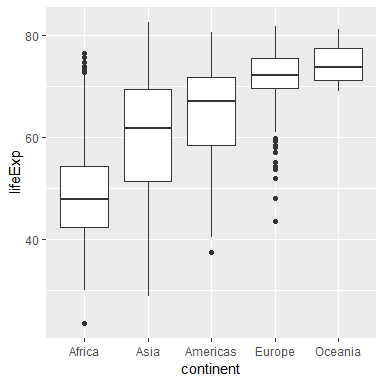 80
60
40
lifeExp
Africa Asia Americas Europe Oceania
continent